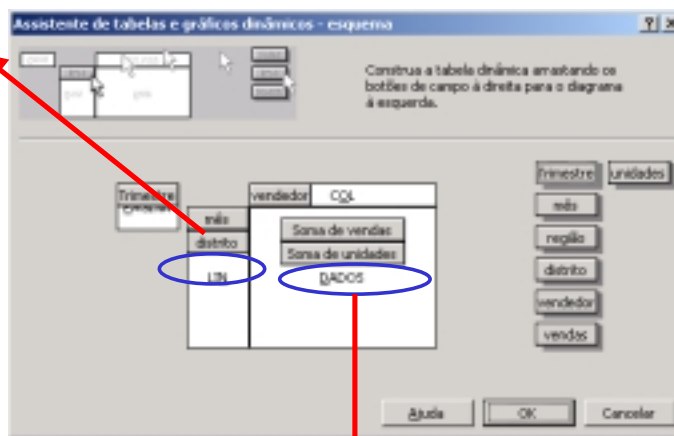 Assistente de tabelas e gráficos dinâmicos - esquema
Construa a tabela dinâmica arrastando os
botões de campo à direita para o diagrama
à esquerda.
Trimestre
vendedor COL
mês
distrito
LIN
Soma de vendas
Soma de unidades
DADOS
Trimestre unidades
mês
região
distrito
vendedor
vendas
Ajuda OK Cancelar